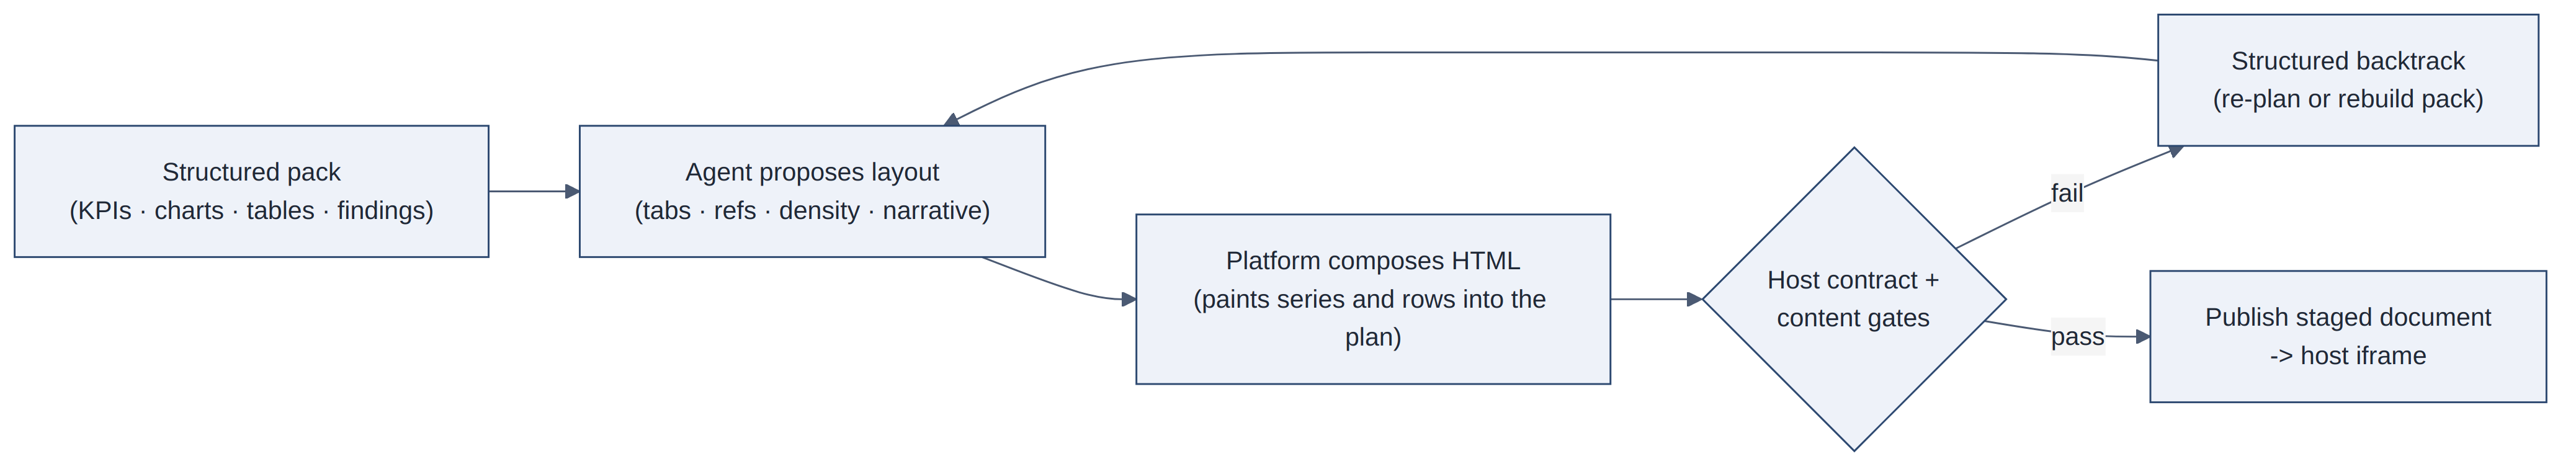 Structured pack
(KPIs · charts · tables · findings)
Agent proposes layout
(tabs · refs · density · narrative)
Platform composes HTML
(paints series and rows into the
plan)
Host contract +
content gates
fail
Structured backtrack
(re-plan or rebuild pack)
pass
Publish staged document
-> host iframe